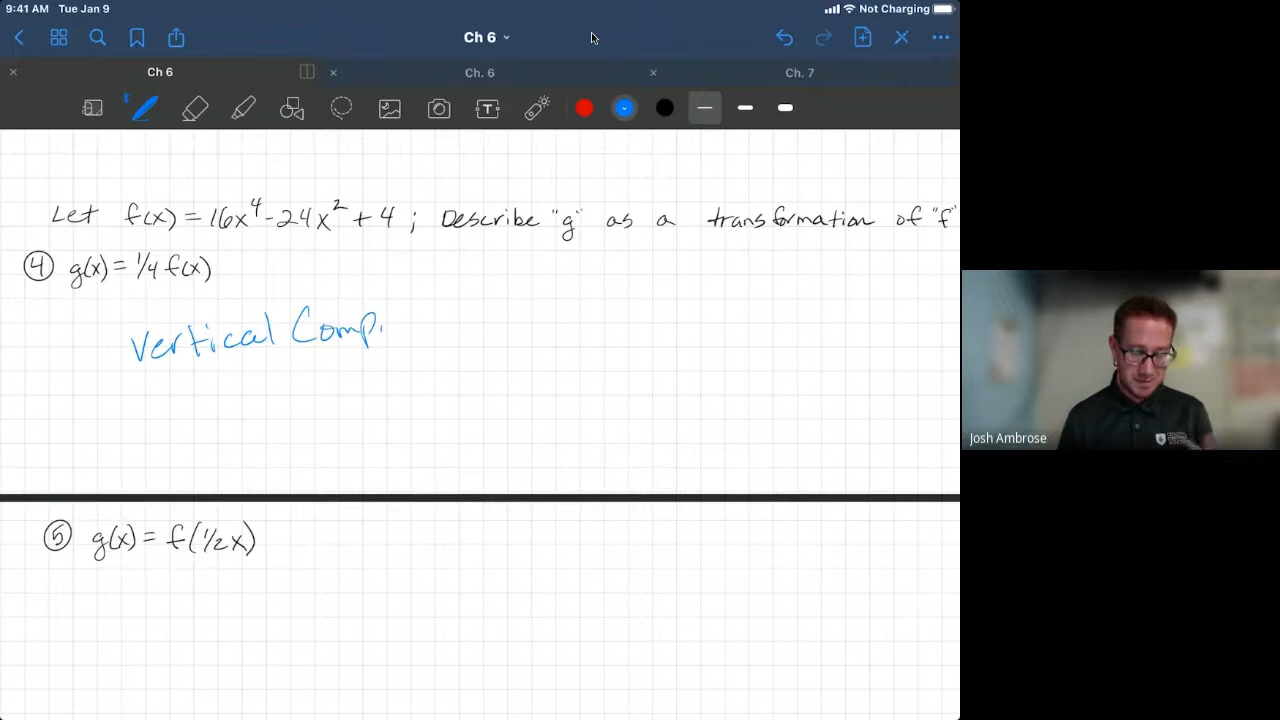 9:41 AM Tue Jan 9
Not Charging
Ch 6
Ch 6
Ch. 6
Ch. 7
T
Let f(x) = 16x⁴ - 24x² + 4 ; Describe "g" as a transformation of "f"
④ g(x) = 1/4 f(x)
Vertical Comp.
⑤ g(x) = f(1/2x)
Josh Ambrose